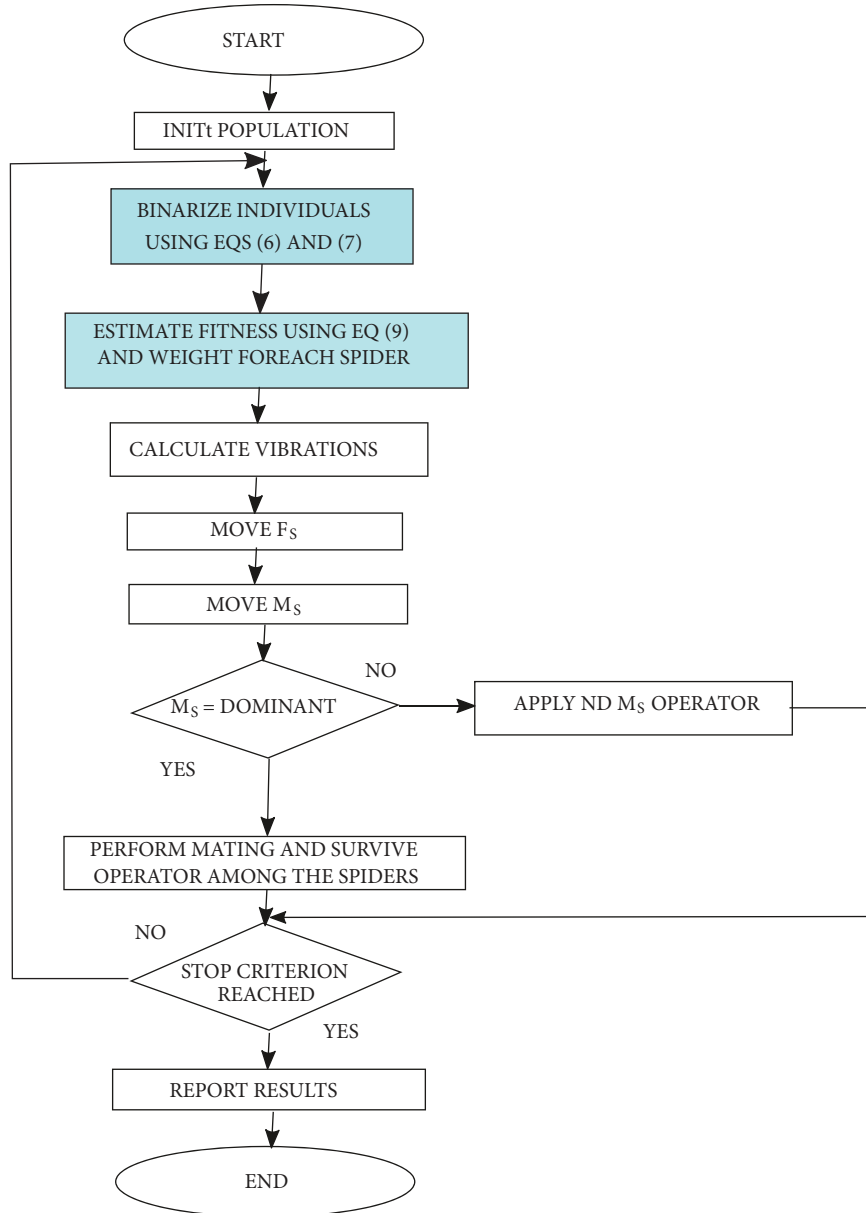 START
INITt POPULATION
BINARIZE INDIVIDUALS
USING EQS (6) AND (7)
ESTIMATE FITNESS USING EQ (9)
AND WEIGHT FOREACH SPIDER
CALCULATE VIBRATIONS
MOVE FS
MOVE MS
NO
MS = DOMINANT
APPLY ND MS OPERATOR
YES
PERFORM MATING AND SURVIVE
OPERATOR AMONG THE SPIDERS
NO
STOP CRITERION
REACHED
YES
REPORT RESULTS
END